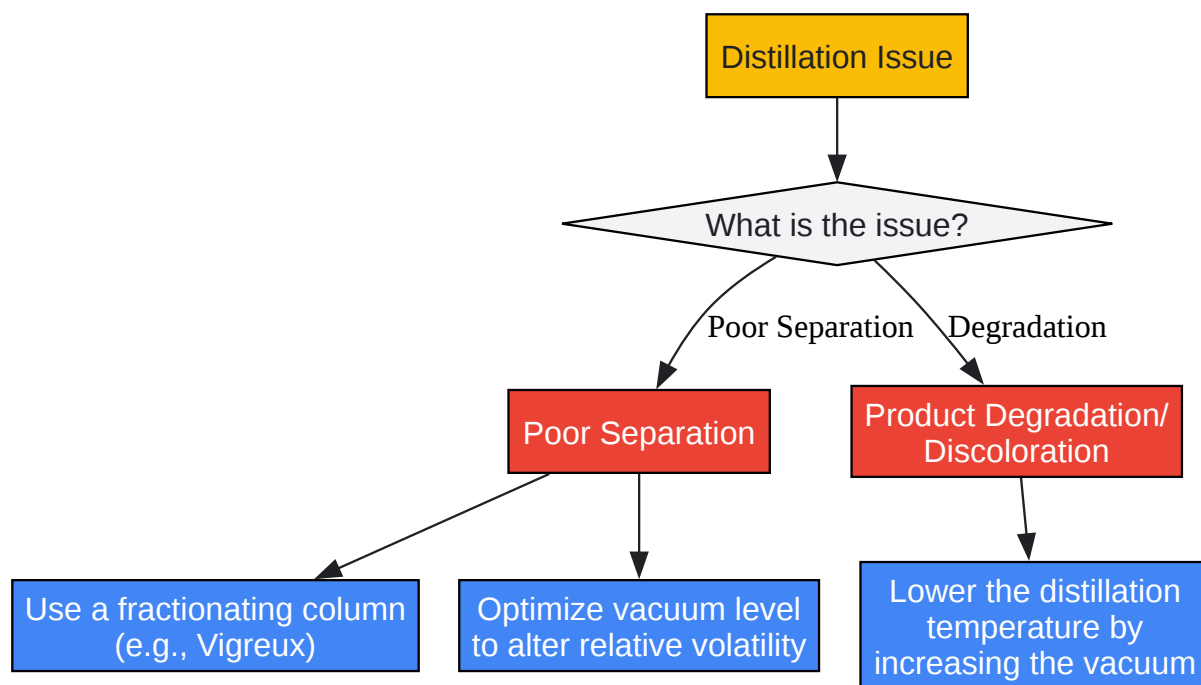 Distillation Issue
What is the issue?
Poor Separation
Degradation
Poor Separation
Product Degradation/
Discoloration
Use a fractionating column
(e.g., Vigreux)
Optimize vacuum level
to alter relative volatility
Lower the distillation
temperature by
increasing the vacuum